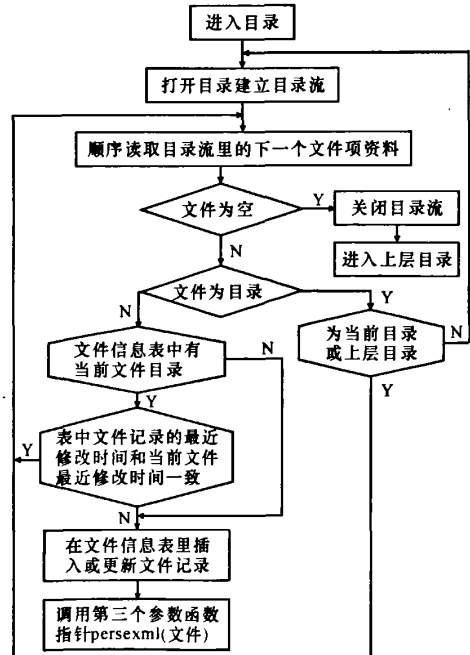 进入目录
打开目录建立目录流
顺序读取目录流里的下一个文件项资料
文件为空
Y
关闭目录流
N
进入上层目录
文件为目录
N
Y
文件信息表中有
当前文件目录
N
为当前目录
或上层目录
N
Y
Y
表中文件记录的最近
修改时间和当前文件
最近修改时间一致
Y
N
在文件信息表里插
入或更新文件记录
调用第三个参数函数
指针persexml(文件)